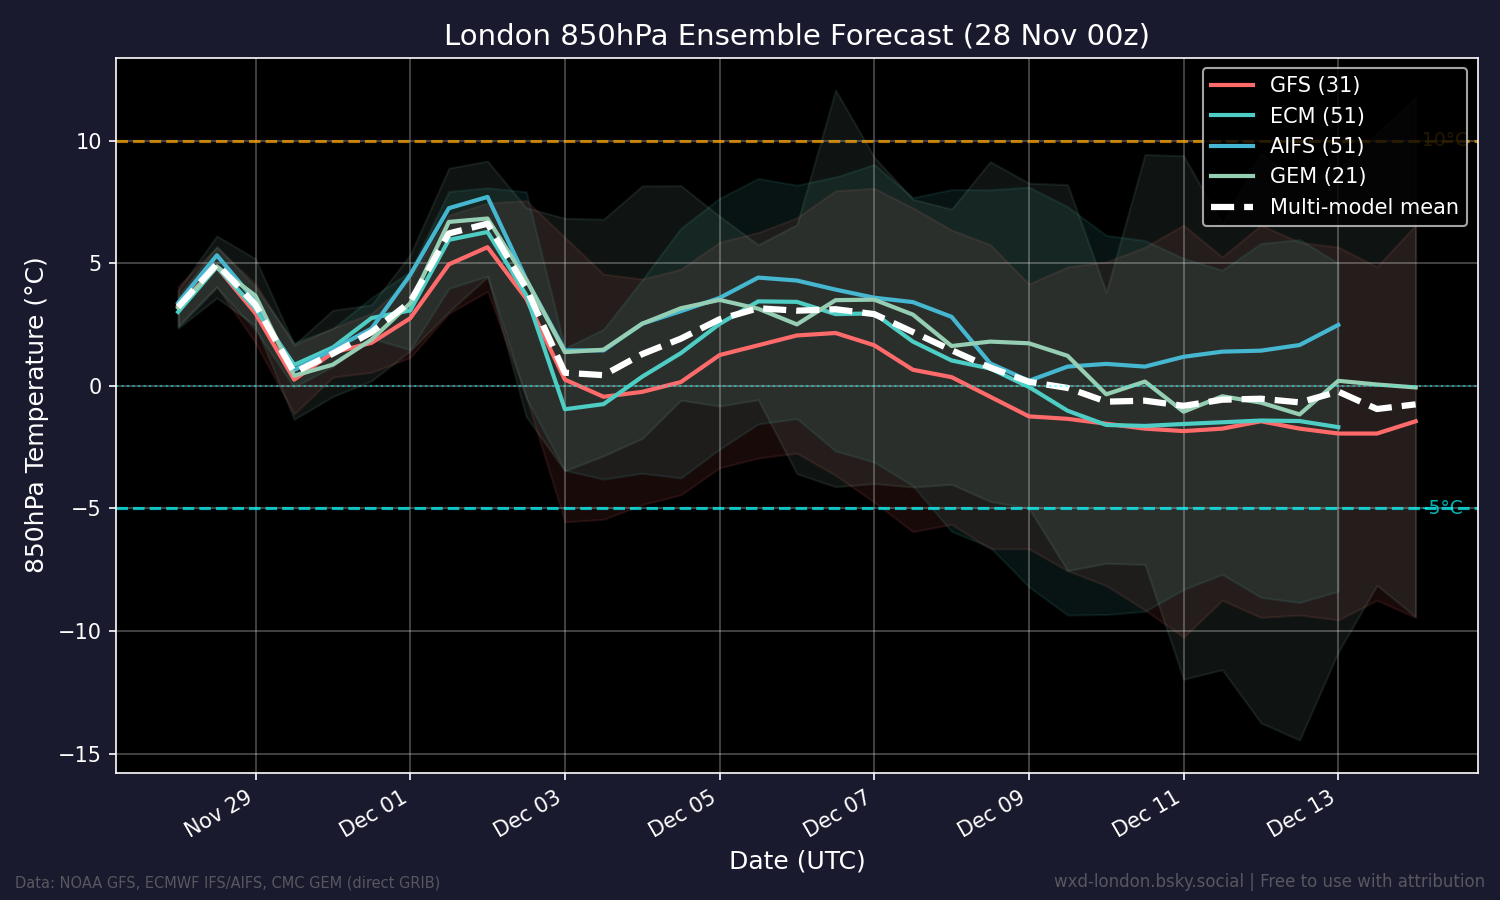 London 850hPa Ensemble Forecast (28 Nov 00z)
GFS (31)
ECM (51)
AIFS (51)
GEM (21)
Multi-model mean
10°C
-5°C
850hPa Temperature (°C)
10
5
0
−5
−10
−15
Nov 29
Dec 01
Dec 03
Dec 05
Dec 07
Dec 09
Dec 11
Dec 13
Date (UTC)
Data: NOAA GFS, ECMWF IFS/AIFS, CMC GEM (direct GRIB)
wxd-london.bsky.social | Free to use with attribution